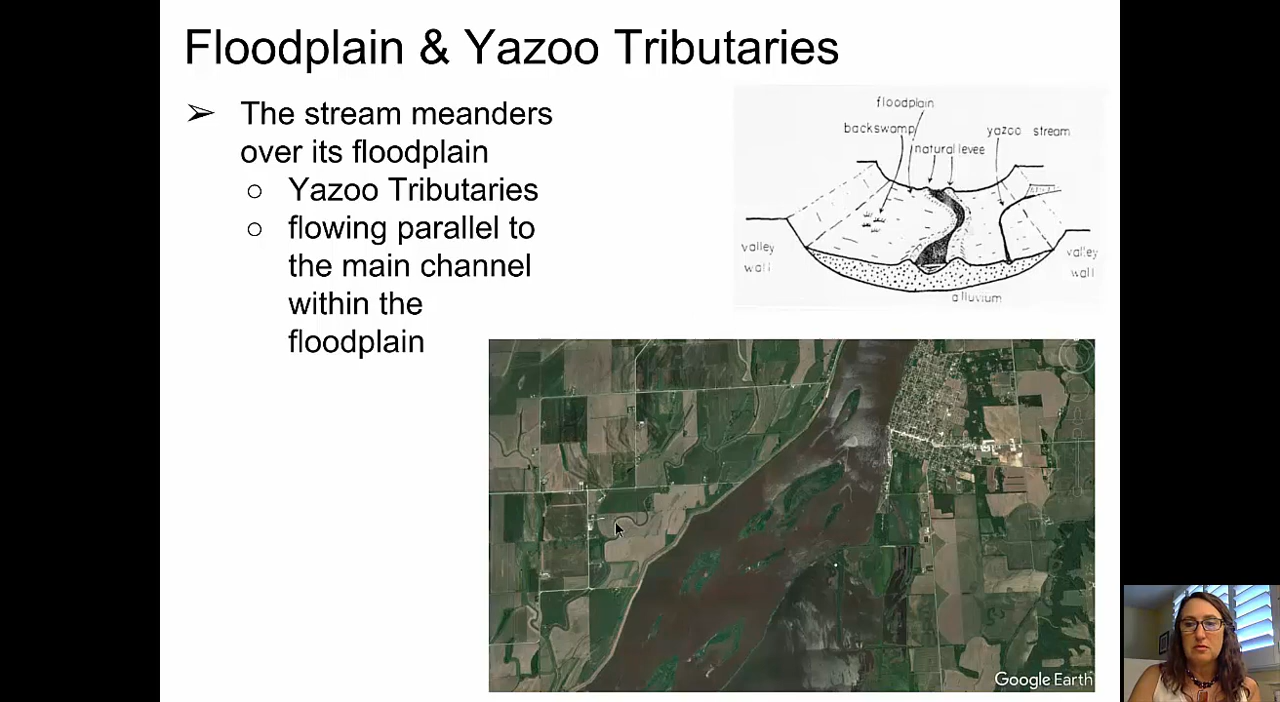 Floodplain & Yazoo Tributaries
➢ The stream meanders
over its floodplain
○ Yazoo Tributaries
○ flowing parallel to
the main channel
within the
floodplain
floodplain
backswamp
natural levee
yazoo stream
valley
wall
valley
wall
alluvium
Google Earth